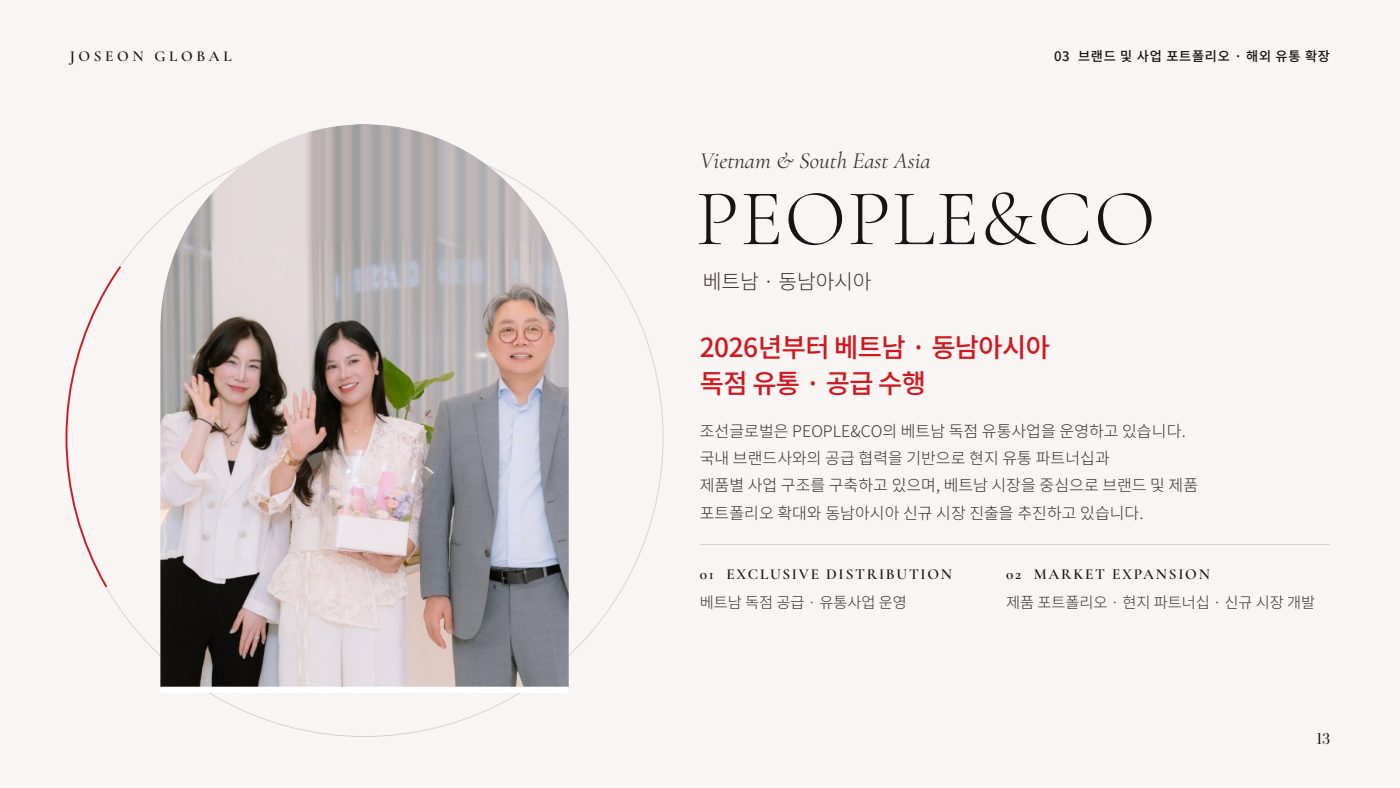 JOSEON GLOBAL
03 브랜드 및 사업 포트폴리오 · 해외 유통 확장
Vietnam & South East Asia
PEOPLE&CO
베트남 · 동남아시아
2026년부터 베트남 · 동남아시아
독점 유통 · 공급 수행
조선글로벌은 PEOPLE&CO의 베트남 독점 유통사업을 운영하고 있습니다.
국내 브랜드사와의 공급 협력을 기반으로 현지 유통 파트너십과
제품별 사업 구조를 구축하고 있으며, 베트남 시장을 중심으로 브랜드 및 제품
포트폴리오 확대와 동남아시아 신규 시장 진출을 추진하고 있습니다.
01 EXCLUSIVE DISTRIBUTION
베트남 독점 공급 · 유통사업 운영
02 MARKET EXPANSION
제품 포트폴리오 · 현지 파트너십 · 신규 시장 개발
13